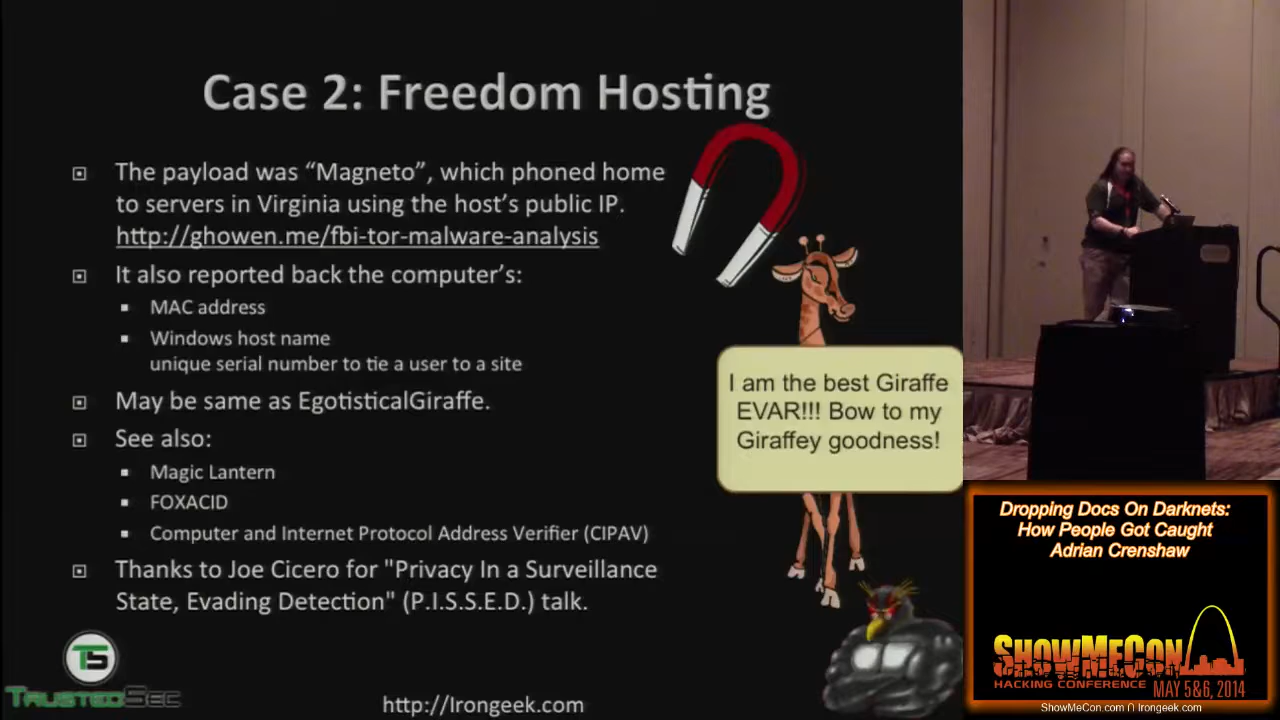 Case 2: Freedom Hosting
The payload was “Magneto”, which phoned home
to servers in Virginia using the host’s public IP.
http://ghowen.me/fbi-tor-malware-analysis
It also reported back the computer’s:
MAC address
Windows host name
unique serial number to tie a user to a site
May be same as EgotisticalGiraffe.
See also:
Magic Lantern
FOXACID
Computer and Internet Protocol Address Verifier (CIPAV)
Thanks to Joe Cicero for "Privacy In a Surveillance
State, Evading Detection" (P.I.S.S.E.D.) talk.
I am the best Giraffe
EVAR!!! Bow to my
Giraffey goodness!
TS
TRUSTEDSEC
http://Irongeek.com
Dropping Docs On Darknets:
How People Got Caught
Adrian Crenshaw
SHOWMECON
HACKING CONFERENCE
MAY 5&6, 2014
ShowMeCon.com ∩ Irongeek.com